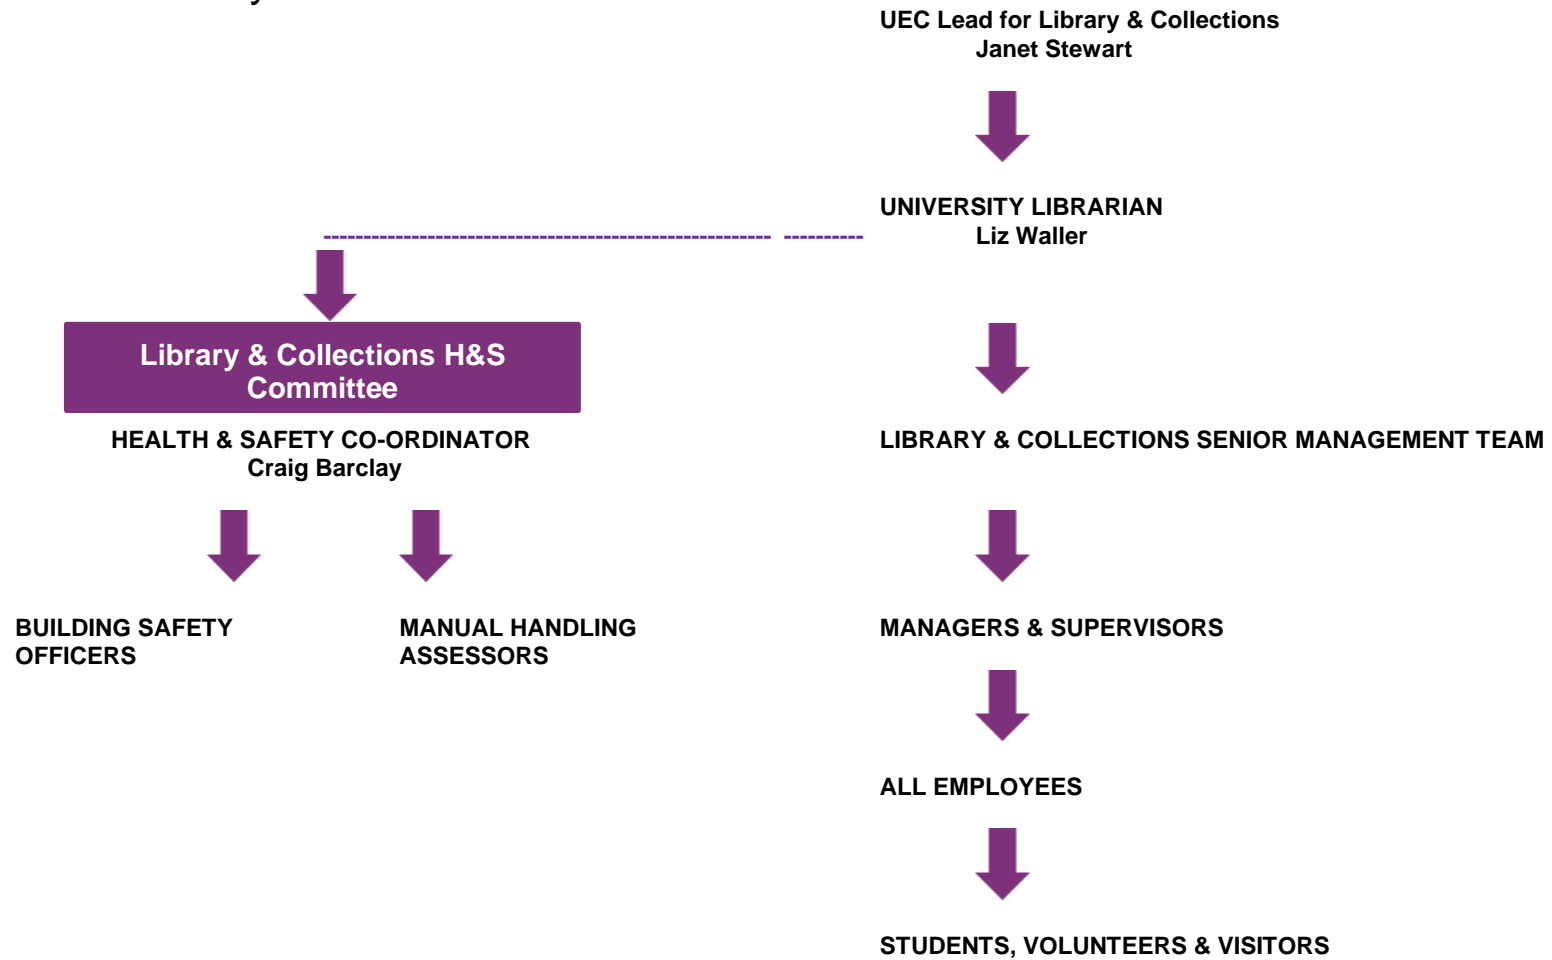 UEC Lead for Library & Collections
Janet Stewart
UNIVERSITY LIBRARIAN
Liz Waller
Library & Collections H&S
Committee
HEALTH & SAFETY CO-ORDINATOR
Craig Barclay
LIBRARY & COLLECTIONS SENIOR MANAGEMENT TEAM
BUILDING SAFETY
OFFICERS
MANUAL HANDLING
ASSESSORS
MANAGERS & SUPERVISORS
ALL EMPLOYEES
STUDENTS, VOLUNTEERS & VISITORS